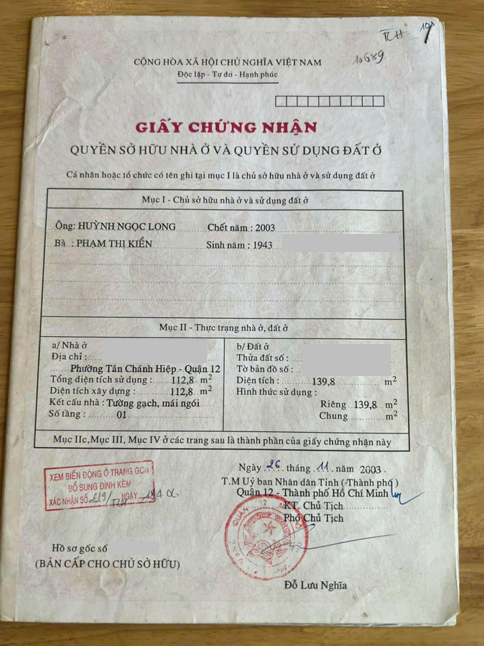 10689
CỘNG HÒA XÃ HỘI CHỦ NGHĨA VIỆT NAM
Độc lập - Tự do - Hạnh phúc
GIẤY CHỨNG NHẬN
QUYỀN SỞ HỮU NHÀ Ở VÀ QUYỀN SỬ DỤNG ĐẤT Ở
Cá nhân hoặc tổ chức có tên ghi tại mục I là chủ sở hữu nhà ở và sử dụng đất ở
Mục I - Chủ sở hữu nhà ở và sử dụng đất ở
Ông: HUỲNH NGỌC LONG Chết năm : 2003
Bà : PHẠM THỊ KIỀN Sinh năm : 1943
Mục II - Thực trạng nhà ở, đất ở
a/ Nhà ở
Địa chỉ :
Phường Tân Chánh Hiệp - Quận 12
Tổng diện tích sử dụng : 112,8 m2
Diện tích xây dựng : 112,8 m2
Kết cấu nhà : Tường gạch, mái ngói
Số tầng : 01
b/ Đất ở
Thửa đất số :
Tờ bản đồ số :
Diện tích : 139,8 m2
Hình thức sử dụng :
Riêng 139,8 m2
Chung m2
Mục IIc, Mục III, Mục IV ở các trang sau là thành phần của giấy chứng nhận này
XEM BIẾN ĐỘNG Ở TRANG GCN
BỔ SUNG ĐÍNH KÈM
XÁC NHẬN SỐ NGÀY
Ngày 26 tháng 11 năm 2003
T.M Uỷ ban Nhân dân Tỉnh (Thành phố)
Quận 12 - Thành phố Hồ Chí Minh
KT. Chủ Tịch
Phó Chủ Tịch
Hồ sơ gốc số
(BẢN CẤP CHO CHỦ SỞ HỮU)
Đỗ Lưu Nghĩa